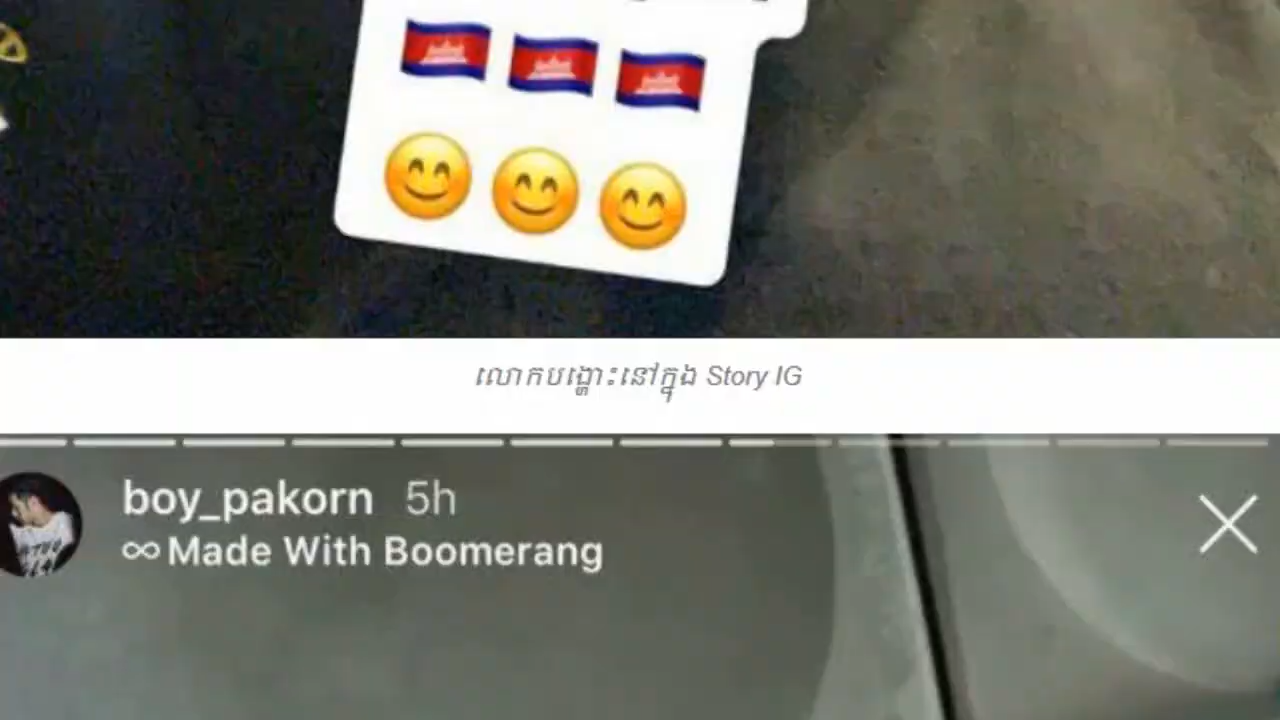 🇰🇭 🇰🇭 🇰🇭
😊 😊 😊
លោកបង្ហោះនៅក្នុង Story IG
boy_pakorn 5h
∞ Made With Boomerang